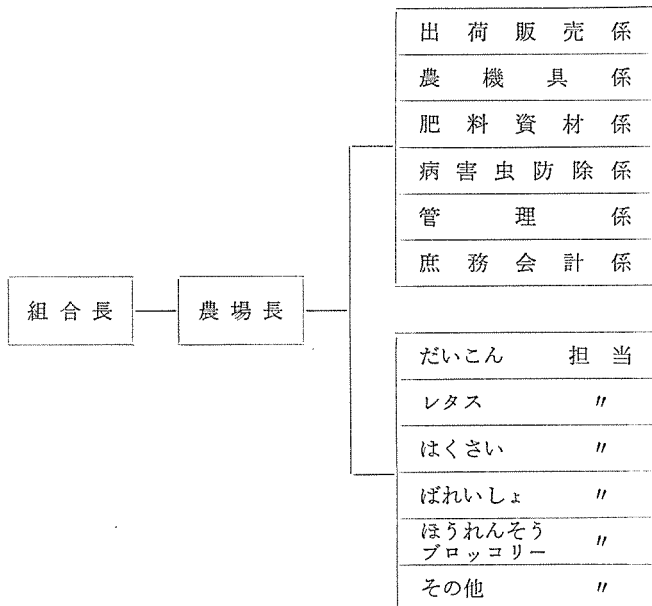 出荷販売係
農機具係
肥料資材係
病害虫防除係
管理係
庶務会計係
組合長
農場長
だいこん 担当
レタス 〃
はくさい 〃
ばれいしょ 〃
ほうれんそう
ブロッコリー 〃
その他 〃